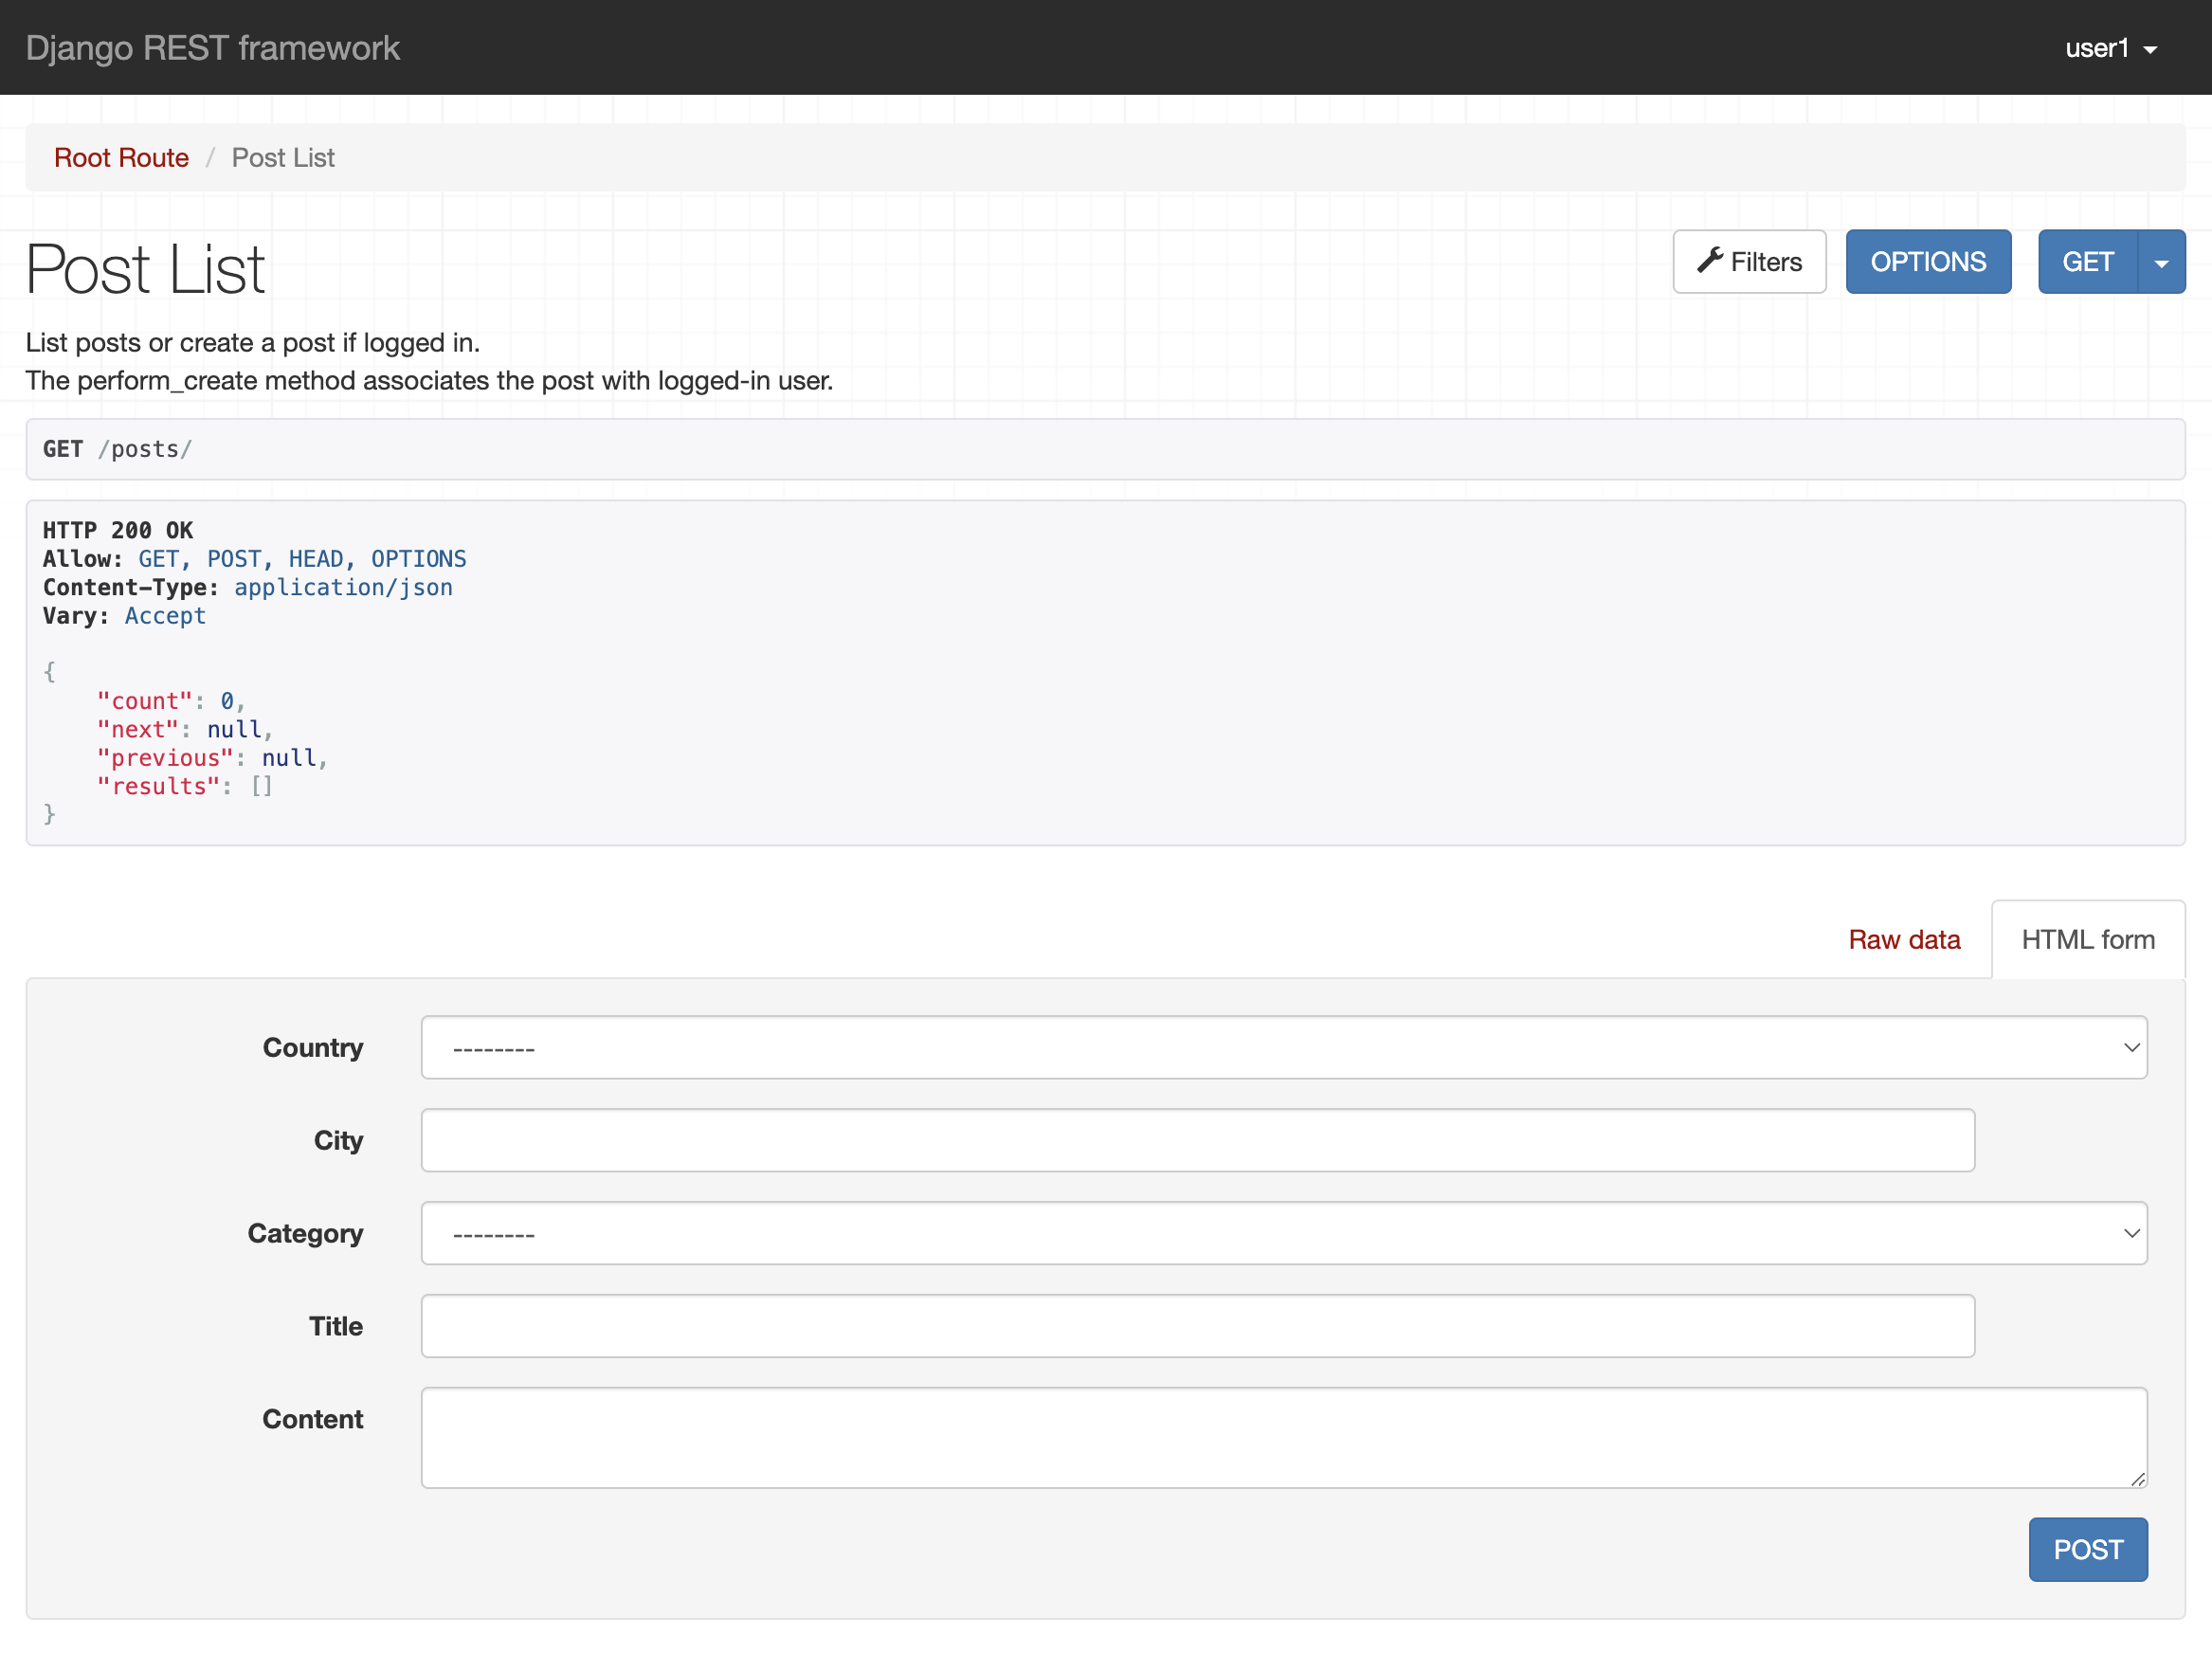 Django REST framework
user1
Root Route / Post List
Post List
Filters
OPTIONS
GET
List posts or create a post if logged in.
The perform_create method associates the post with logged-in user.
GET /posts/
HTTP 200 OK
Allow: GET, POST, HEAD, OPTIONS
Content-Type: application/json
Vary: Accept
{
    "count": 0,
    "next": null,
    "previous": null,
    "results": []
}
Raw data
HTML form
Country
--------
City
Category
--------
Title
Content
POST